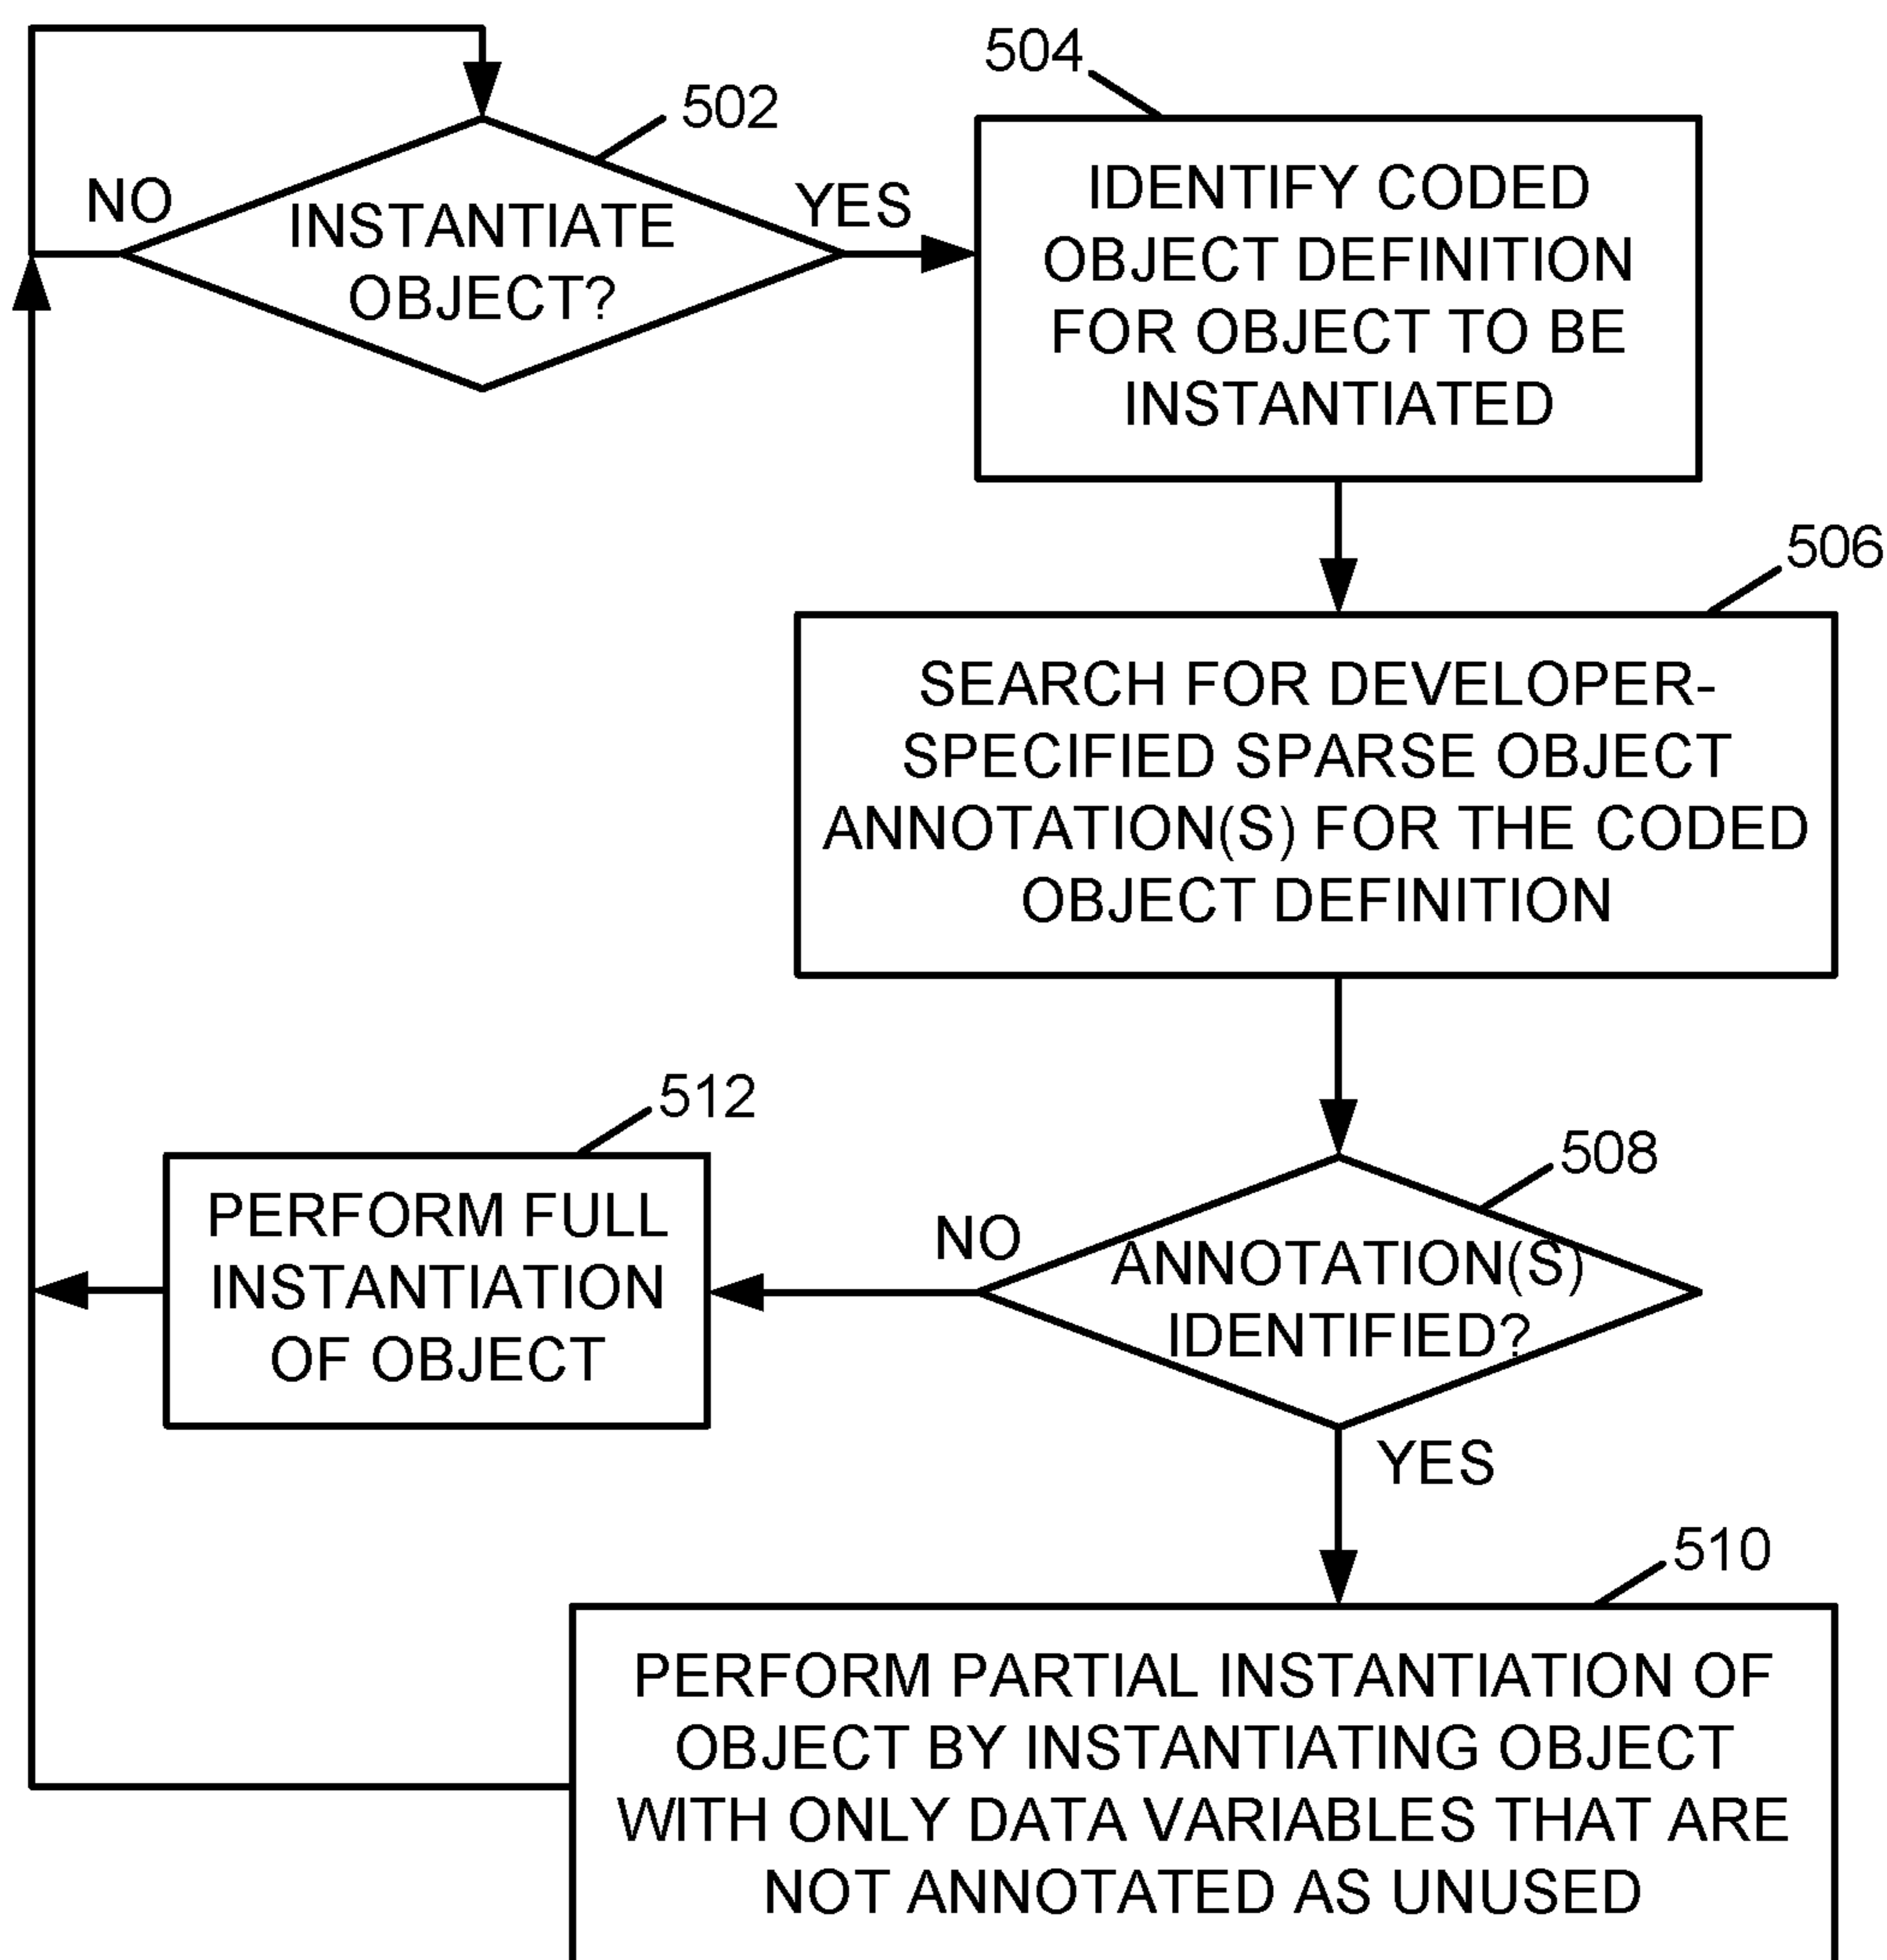 504
502
NO
INSTANTIATE
OBJECT?
YES
IDENTIFY CODED
OBJECT DEFINITION
FOR OBJECT TO BE
INSTANTIATED
506
SEARCH FOR DEVELOPER-
SPECIFIED SPARSE OBJECT
ANNOTATION(S) FOR THE CODED
OBJECT DEFINITION
508
ANNOTATION(S)
IDENTIFIED?
NO
512
PERFORM FULL
INSTANTIATION
OF OBJECT
YES
510
PERFORM PARTIAL INSTANTIATION OF
OBJECT BY INSTANTIATING OBJECT
WITH ONLY DATA VARIABLES THAT ARE
NOT ANNOTATED AS UNUSED